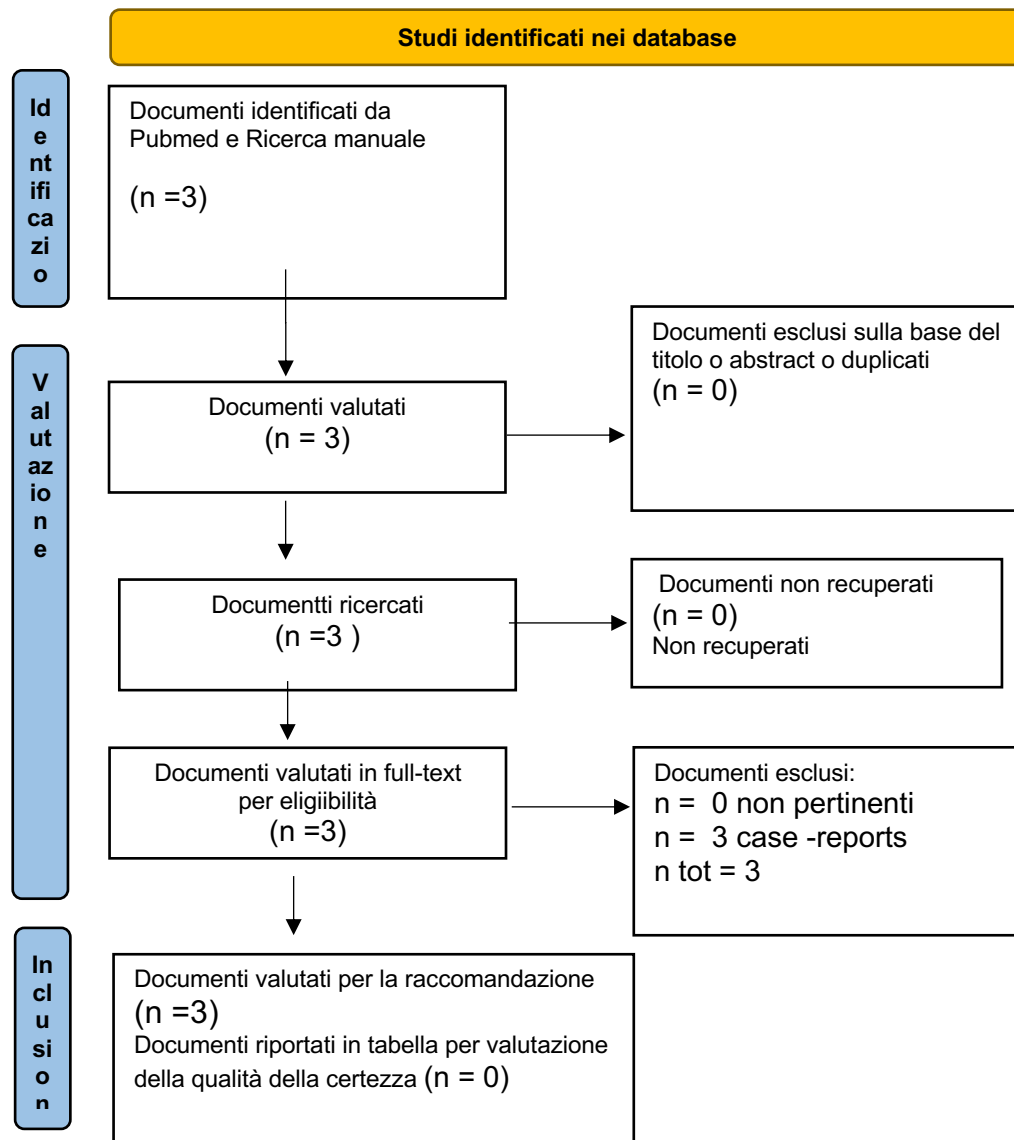 Studi identificati nei database
Id
e
nt
ifi
ca
zi
o
Documenti identificati da
Pubmed e Ricerca manuale
(n =3)
V
al
ut
az
io
n
e
Documenti valutati
(n = 3)
Documenti esclusi sulla base del
titolo o abstract o duplicati
(n = 0)
Documentti ricercati
(n =3 )
Documenti non recuperati
(n = 0)
Non recuperati
Documenti valutati in full-text
per eligiibilità
(n =3)
Documenti esclusi:
n = 0 non pertinenti
n = 3 case -reports
n tot = 3
In
cl
u
si
o
n
Documenti valutati per la raccomandazione
(n =3)
Documenti riportati in tabella per valutazione
della qualità della certezza (n = 0)